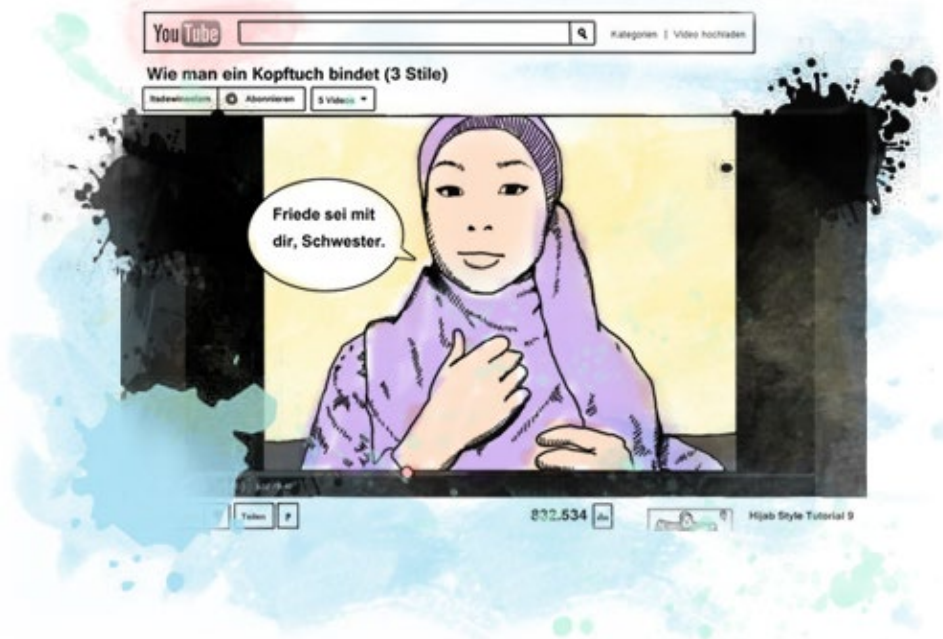 YouTube
Kategorien | Video hochladen
Wie man ein Kopftuch bindet (3 Stile)
Abonnieren
5 Videos
Friede sei mit
dir, Schwester.
Teilen
832.534
Hijab Style Tutorial 9